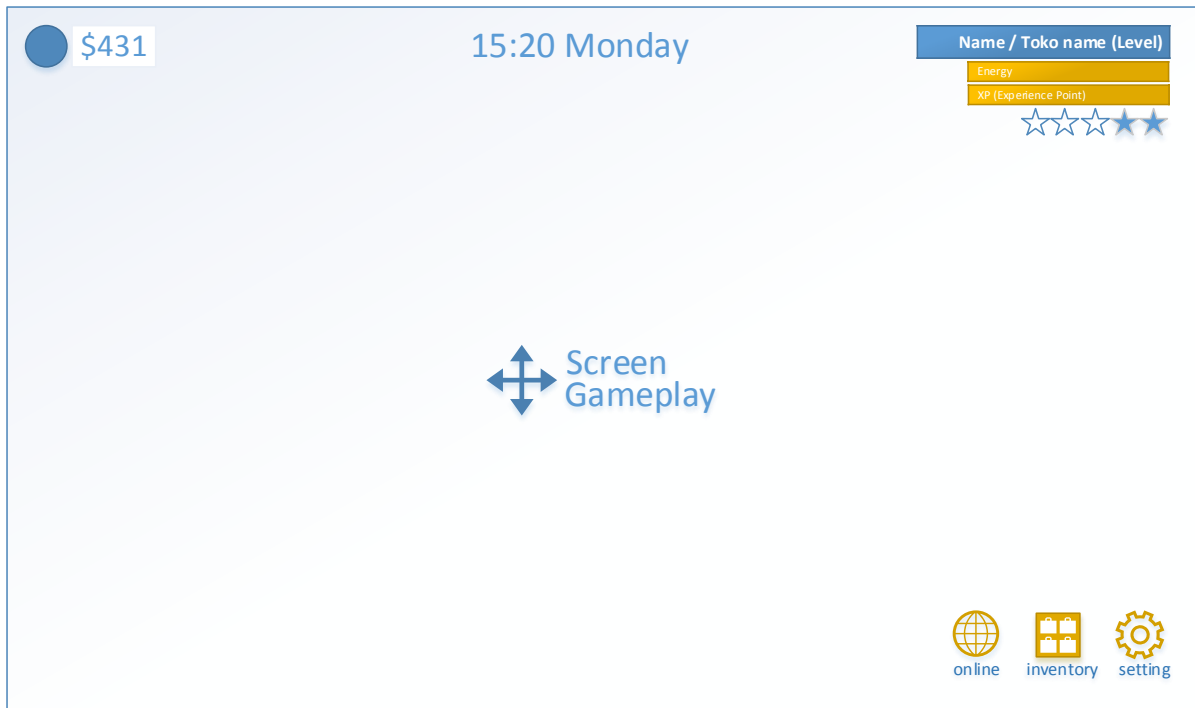 $431
15:20 Monday
Name / Toko name (Level)
Energy
XP (Experience Point)
Screen
Gameplay
online
inventory
setting